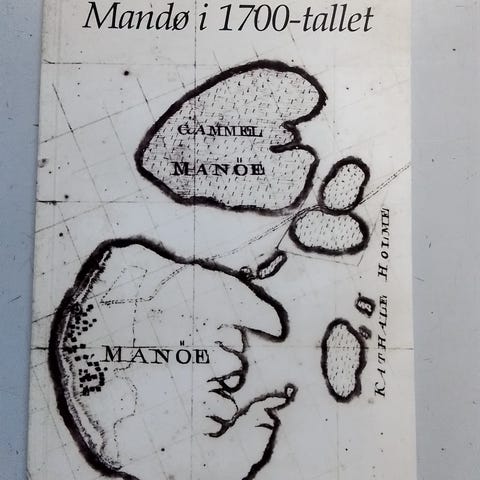 Mandø i 1700-tallet
GAMMEL
MANÖE
KATHALE HOLME
MANÖE